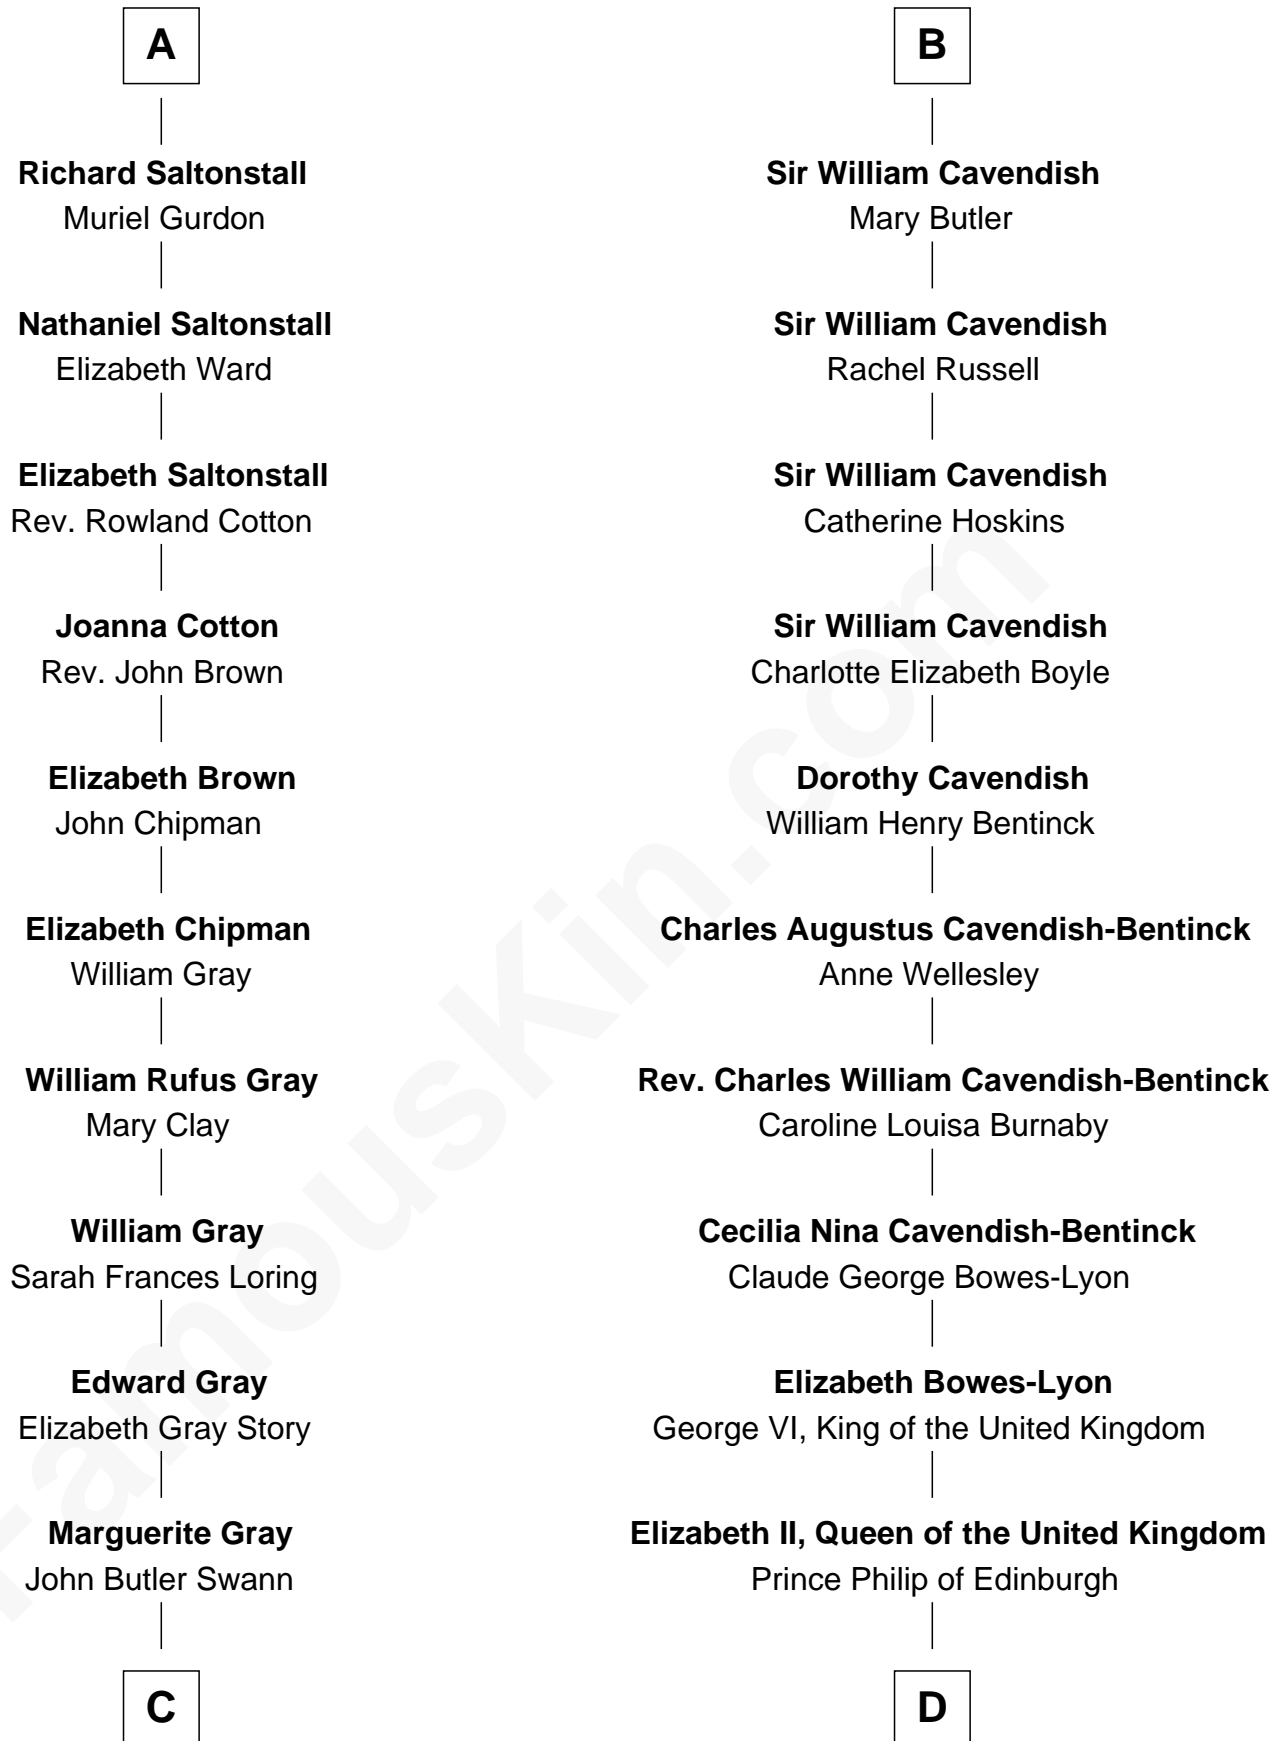 A
Richard Saltonstall
Muriel Gurdon
Nathaniel Saltonstall
Elizabeth Ward
Elizabeth Saltonstall
Rev. Rowland Cotton
Joanna Cotton
Rev. John Brown
Elizabeth Brown
John Chipman
Elizabeth Chipman
William Gray
William Rufus Gray
Mary Clay
William Gray
Sarah Frances Loring
Edward Gray
Elizabeth Gray Story
Marguerite Gray
John Butler Swann
C
B
Sir William Cavendish
Mary Butler
Sir William Cavendish
Rachel Russell
Sir William Cavendish
Catherine Hoskins
Sir William Cavendish
Charlotte Elizabeth Boyle
Dorothy Cavendish
William Henry Bentinck
Charles Augustus Cavendish-Bentinck
Anne Wellesley
Rev. Charles William Cavendish-Bentinck
Caroline Louisa Burnaby
Cecilia Nina Cavendish-Bentinck
Claude George Bowes-Lyon
Elizabeth Bowes-Lyon
George VI, King of the United Kingdom
Elizabeth II, Queen of the United Kingdom
Prince Philip of Edinburgh
D
FamousKin.com